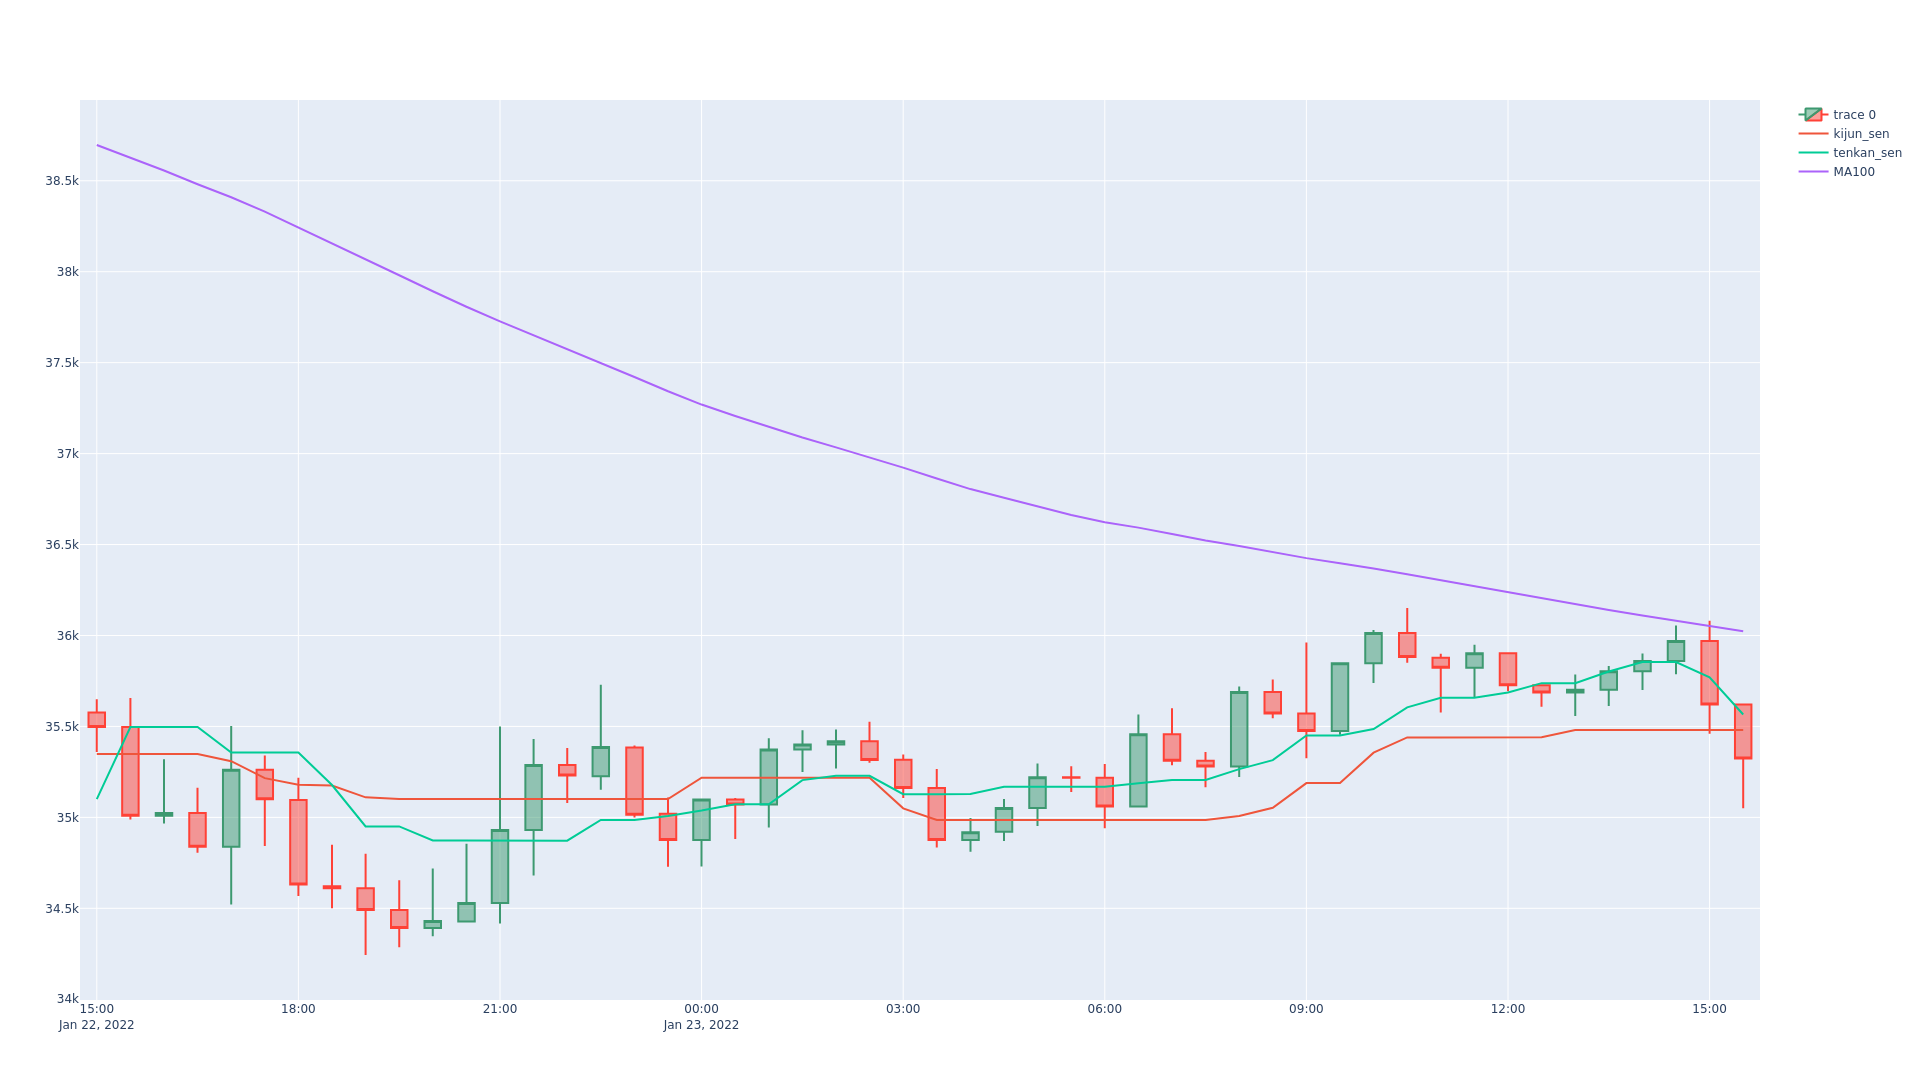 trace 0
kijun_sen
tenkan_sen
MA100
38.5k
38k
37.5k
37k
36.5k
36k
35.5k
35k
34.5k
34k
15:00 18:00 21:00 00:00 03:00 06:00 09:00 12:00 15:00
Jan 22, 2022 Jan 23, 2022